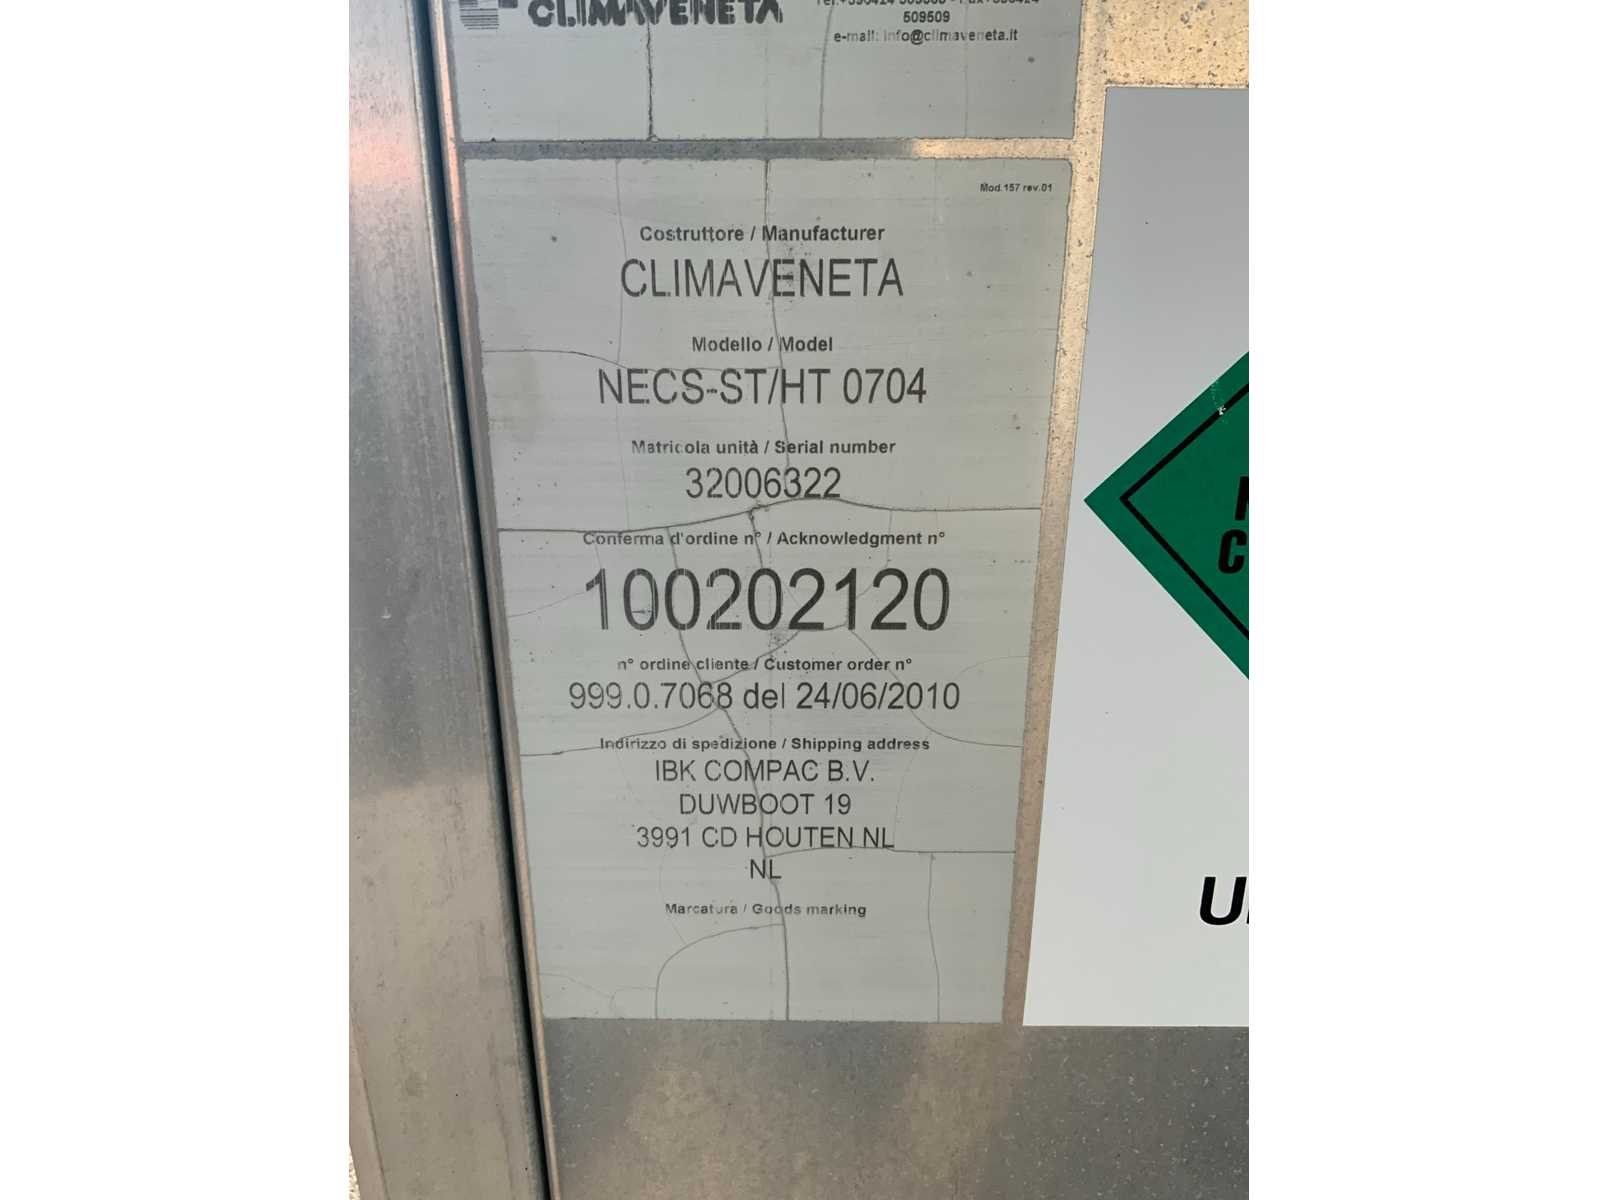 CLIMAVENETA
509509
e-mail: info@climaveneta.it
Mod.157 rev.01
Costruttore / Manufacturer
CLIMAVENETA
Modello / Model
NECS-ST/HT 0704
Matricola unità / Serial number
32006322
Conferma d'ordine n° / Acknowledgment n°
100202120
n° ordine cliente / Customer order n°
999.0.7068 del 24/06/2010
Indirizzo di spedizione / Shipping address
IBK COMPAC B.V.
DUWBOOT 19
3991 CD HOUTEN NL
NL
Marcatura / Goods marking